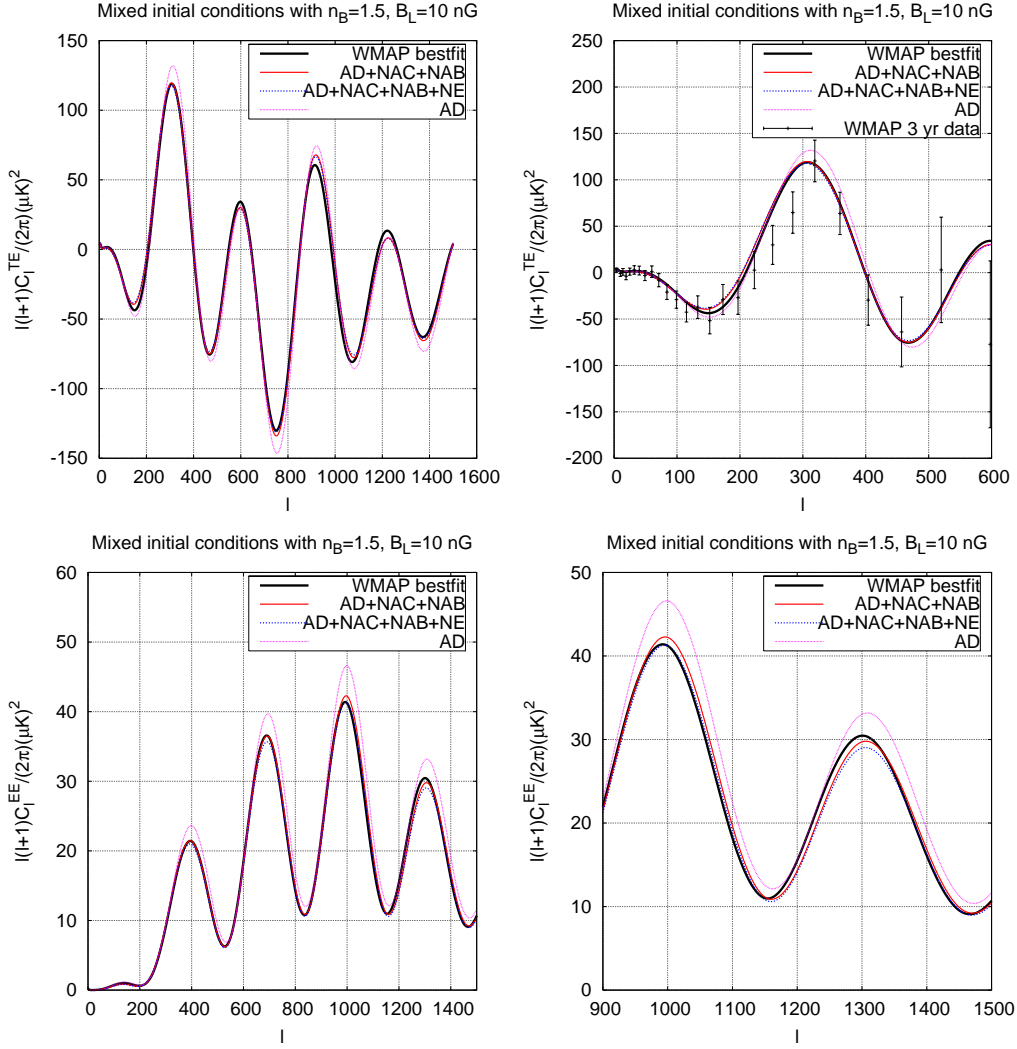 Mixed initial conditions with n_B=1.5, B_L=10 nG
WMAP bestfit
AD+NAC+NAB
AD+NAC+NAB+NE
AD
150
100
50
0
-50
-100
-150
l(l+1)C_l^TE/(2π)(μK)^2
0 200 400 600 800 1000 1200 1400 1600
l
Mixed initial conditions with n_B=1.5, B_L=10 nG
WMAP bestfit
AD+NAC+NAB
AD+NAC+NAB+NE
AD
WMAP 3 yr data
250
200
150
100
50
0
-50
-100
-150
-200
l(l+1)C_l^TE/(2π)(μK)^2
0 100 200 300 400 500 600
l
Mixed initial conditions with n_B=1.5, B_L=10 nG
WMAP bestfit
AD+NAC+NAB
AD+NAC+NAB+NE
AD
60
50
40
30
20
10
0
l((l+1)C_l^EE/(2π)(μK)^2
0 200 400 600 800 1000 1200 1400
l
Mixed initial conditions with n_B=1.5, B_L=10 nG
WMAP bestfit
AD+NAC+NAB
AD+NAC+NAB+NE
AD
50
40
30
20
10
0
l((l+1)C_l^EE/(2π)(μK)^2
900 1000 1100 1200 1300 1400 1500
l